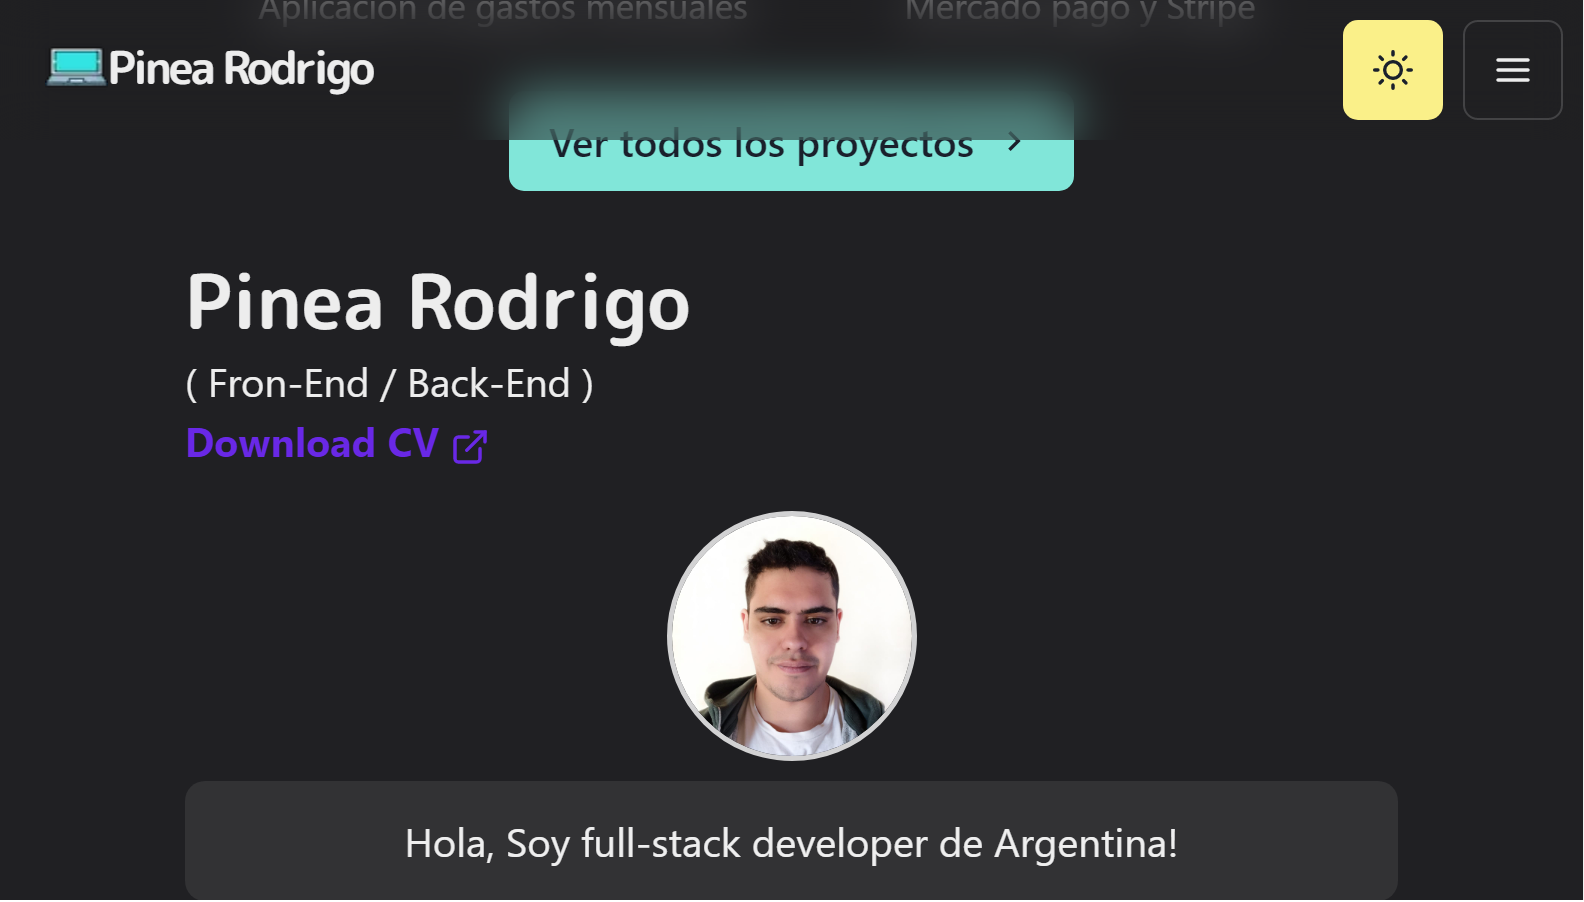 Aplicación de gastos mensuales
Mercado pago y Stripe
Pinea Rodrigo
Ver todos los proyectos
Pinea Rodrigo
( Fron-End / Back-End )
Download CV
Hola, Soy full-stack developer de Argentina!